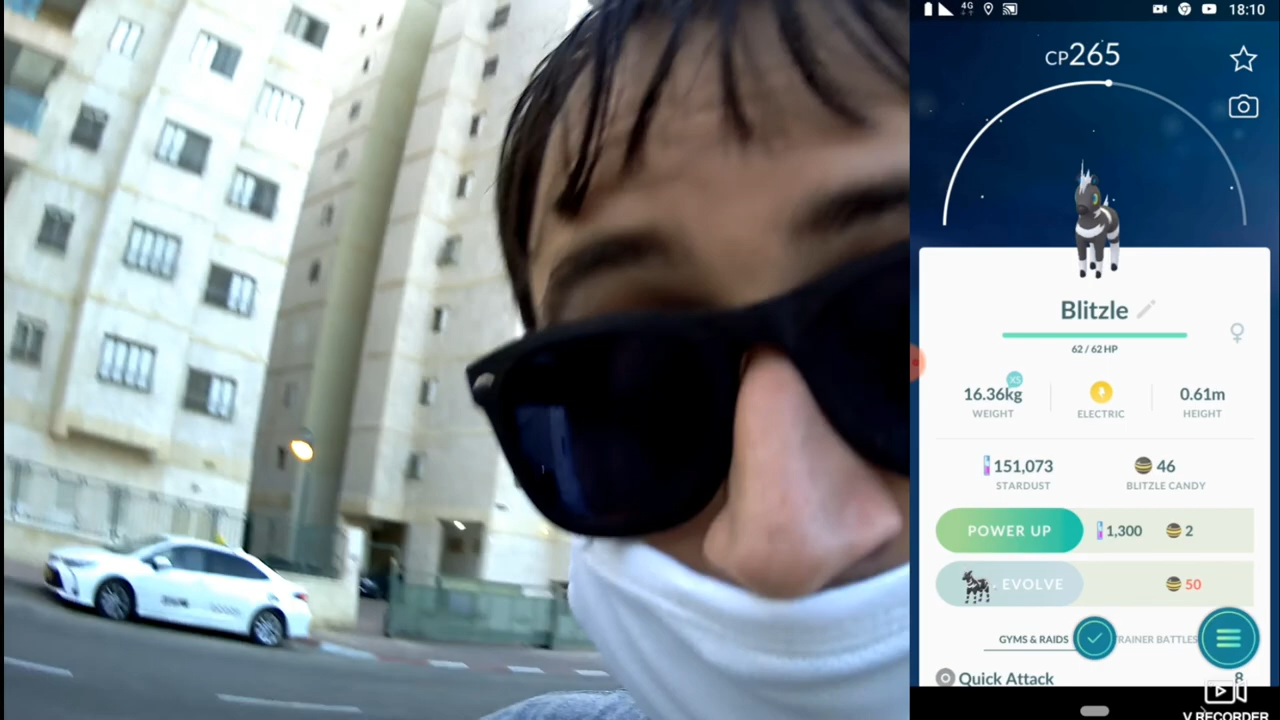 4G
18:10
CP265
Blitzle
62 / 62 HP
16.36kg
XS
0.61m
WEIGHT
ELECTRIC
HEIGHT
151,073
46
STARDUST
BLITZLE CANDY
POWER UP
1,300
2
EVOLVE
50
GYMS & RAIDS
TRAINER BATTLES
Quick Attack
8
V RECORDER